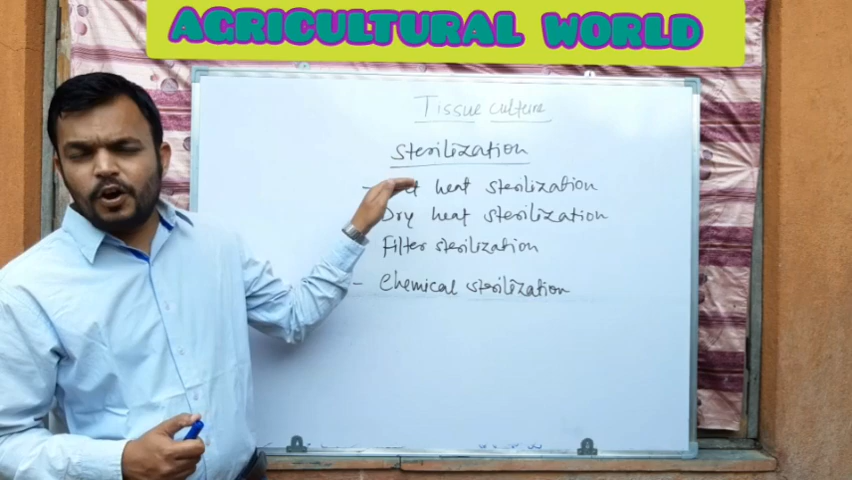 AGRICULTURAL WORLD
Tissue culture
Sterilization
- heat sterilization
Dry heat sterilization
Filter sterilization
- Chemical sterilization